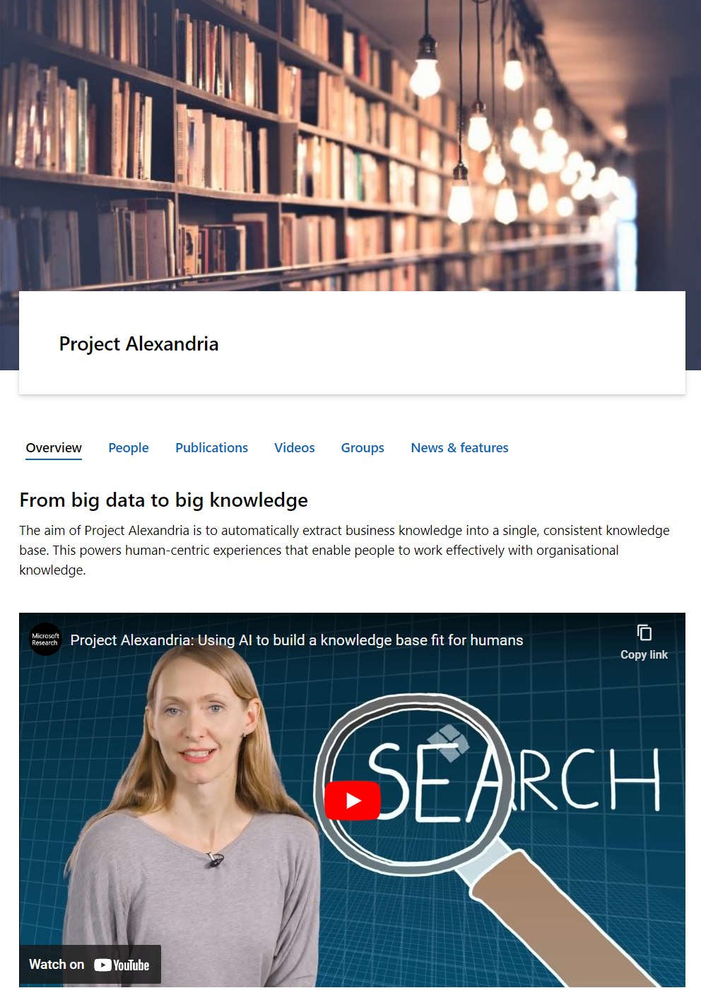 Project Alexandria
Overview People Publications Videos Groups News & features
From big data to big knowledge
The aim of Project Alexandria is to automatically extract business knowledge into a single, consistent knowledge
base. This powers human-centric experiences that enable people to work effectively with organisational
knowledge.
Microsoft
Research
Project Alexandria: Using AI to build a knowledge base fit for humans
Copy link
SEARCH
Watch on YouTube